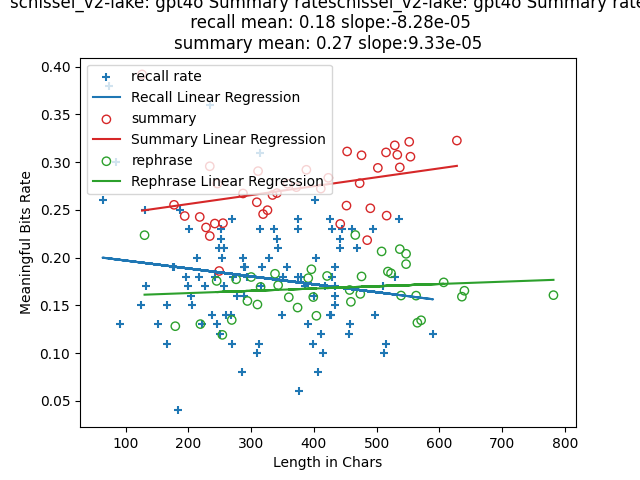 schissel_v2-lake: gpt4o Summary rateschissel_v2-lake: gpt4o Summary rate
recall mean: 0.18 slope:-8.28e-05
summary mean: 0.27 slope:9.33e-05
recall rate
Recall Linear Regression
summary
Summary Linear Regression
rephrase
Rephrase Linear Regression
Meaningful Bits Rate
0.40
0.35
0.30
0.25
0.20
0.15
0.10
0.05
100 200 300 400 500 600 700 800
Length in Chars